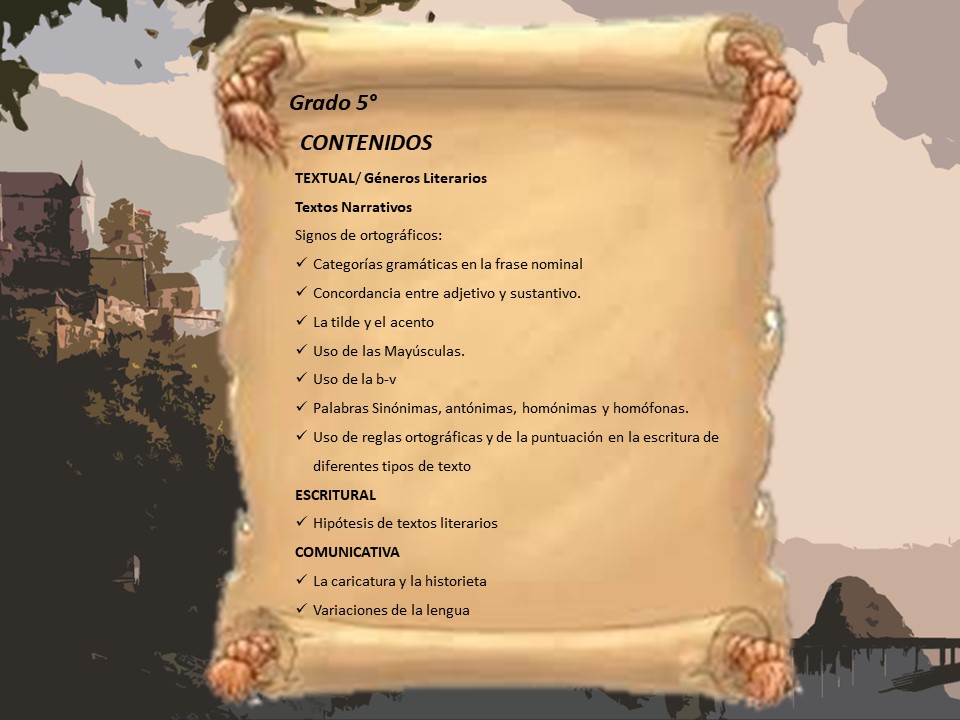 Grado 5°
CONTENIDOS
TEXTUAL/ Géneros Literarios
Textos Narrativos
Signos de ortográficos:
✓ Categorías gramáticas en la frase nominal
✓ Concordancia entre adjetivo y sustantivo.
✓ La tilde y el acento
✓ Uso de las Mayúsculas.
✓ Uso de la b-v
✓ Palabras Sinónimas, antónimas, homónimas y homófonas.
✓ Uso de reglas ortográficas y de la puntuación en la escritura de
diferentes tipos de texto
ESCRITURAL
✓ Hipótesis de textos literarios
COMUNICATIVA
✓ La caricatura y la historieta
✓ Variaciones de la lengua